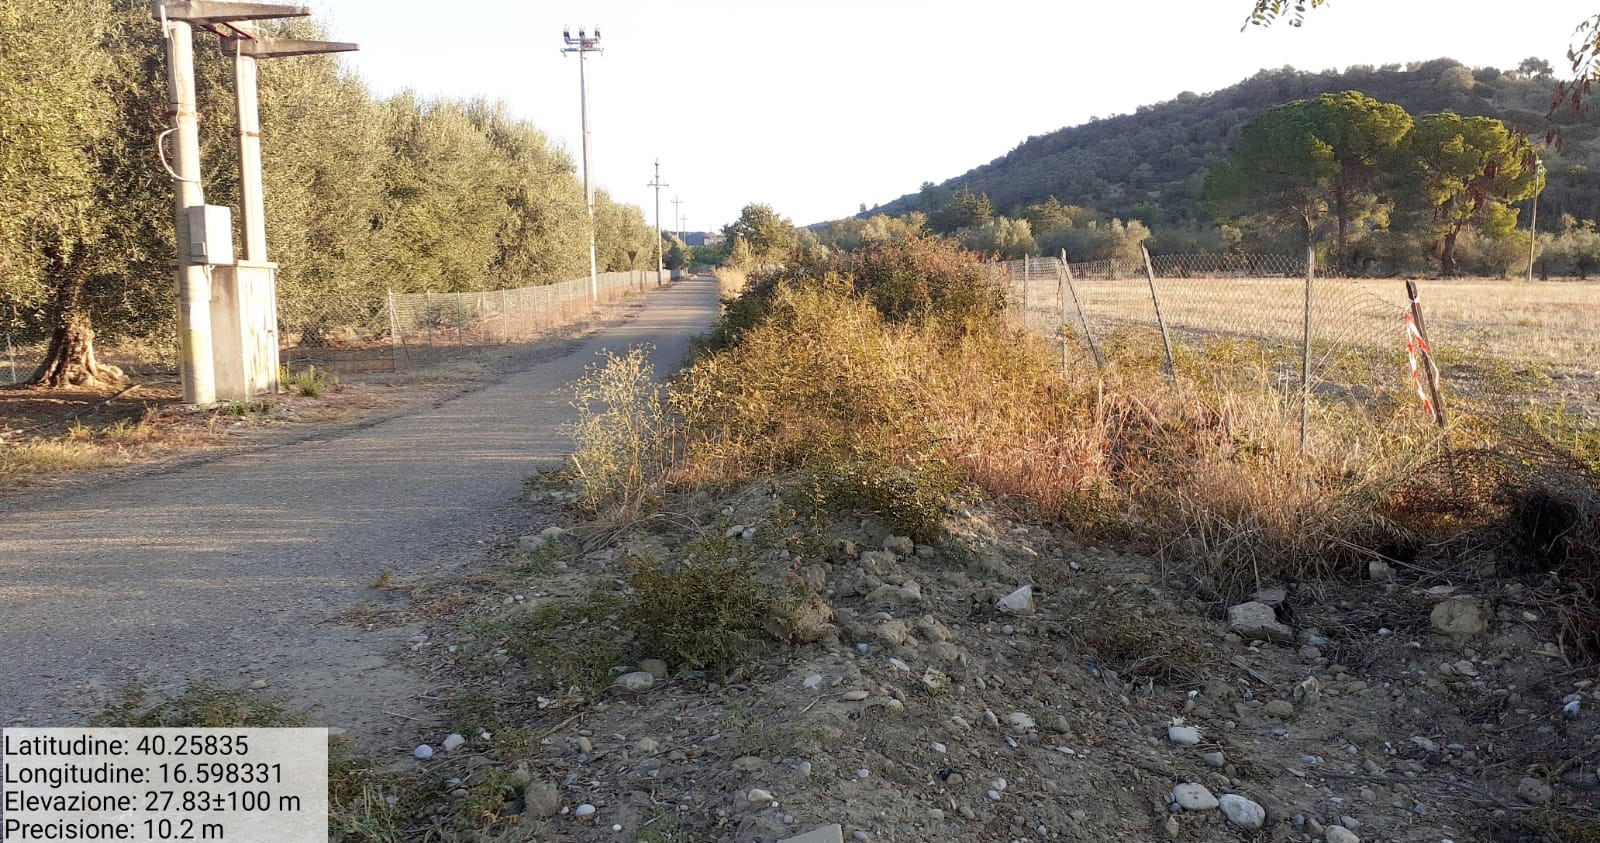 Latitudine: 40.25835
Longitudine: 16.598331
Elevazione: 27.83±100 m
Precisione: 10.2 m